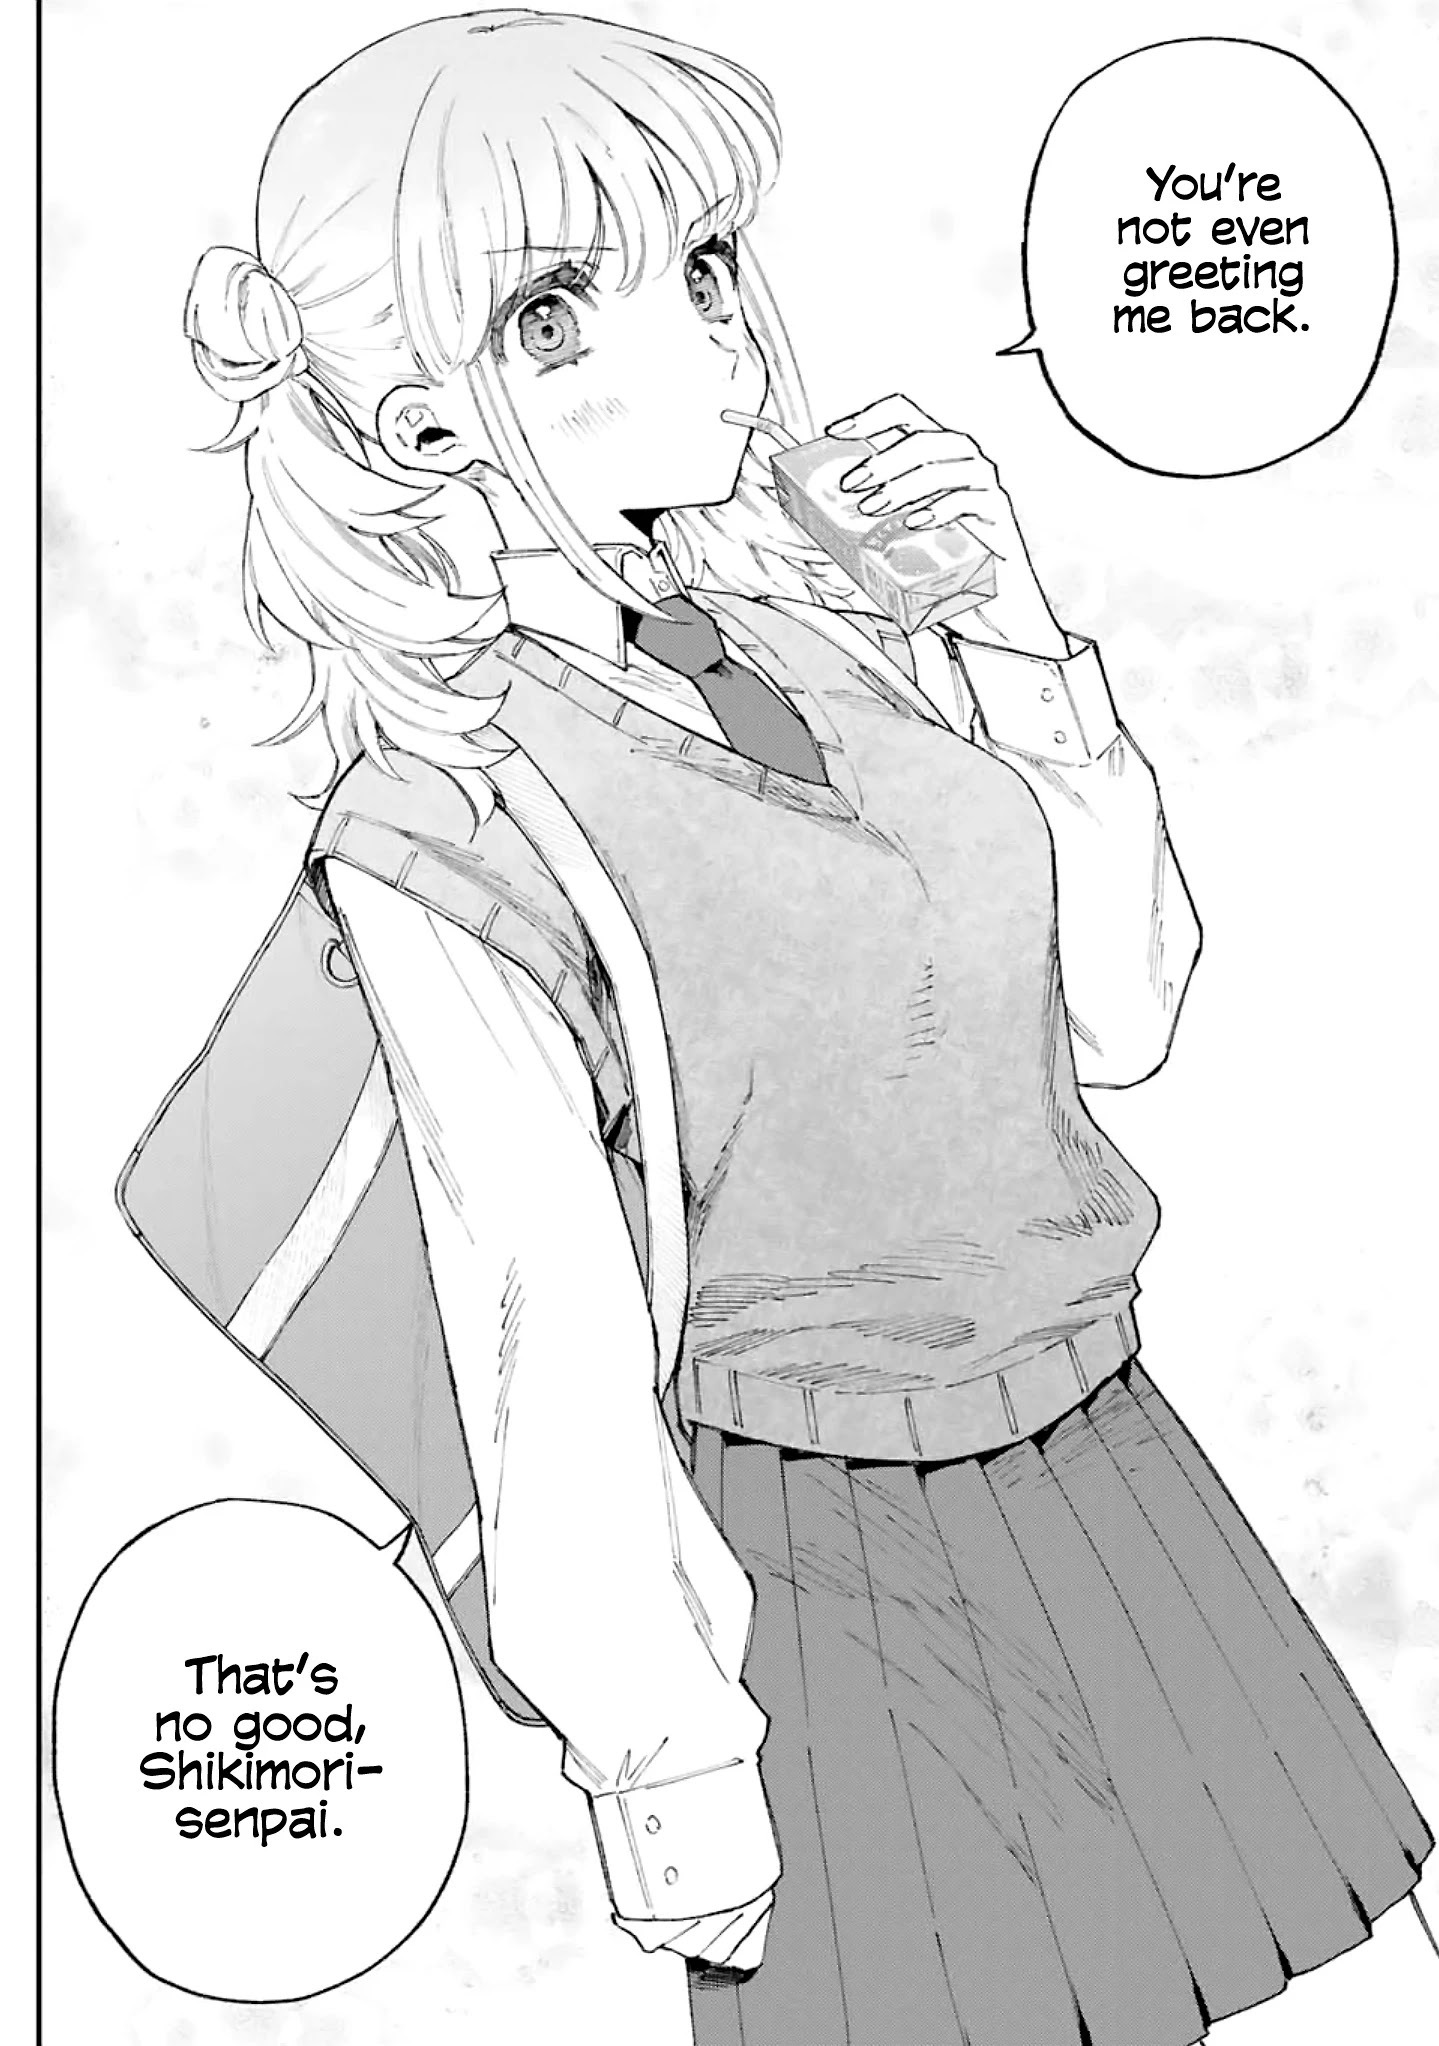 You're
not even
greeting
me back.
That's
no good,
Shikimori-
senpai.